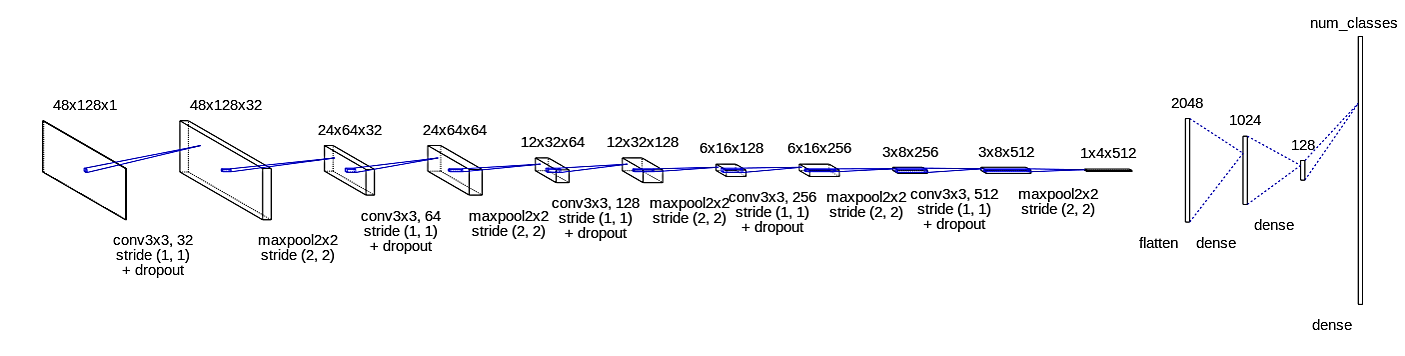 num_classes
48x128x1
48x128x32
24x64x32
24x64x64
12x32x64
12x32x128
6x16x128
6x16x256
3x8x256
3x8x512
1x4x512
2048
1024
128
conv3x3, 32
stride (1, 1)
+ dropout
maxpool2x2
stride (2, 2)
conv3x3, 64
stride (1, 1)
+ dropout
maxpool2x2
stride (2, 2)
conv3x3, 128
stride (1, 1)
+ dropout
maxpool2x2
stride (2, 2)
conv3x3, 256
stride (1, 1)
+ dropout
maxpool2x2
stride (2, 2)
conv3x3, 512
stride (1, 1)
+ dropout
maxpool2x2
stride (2, 2)
flatten
dense
dense
dense